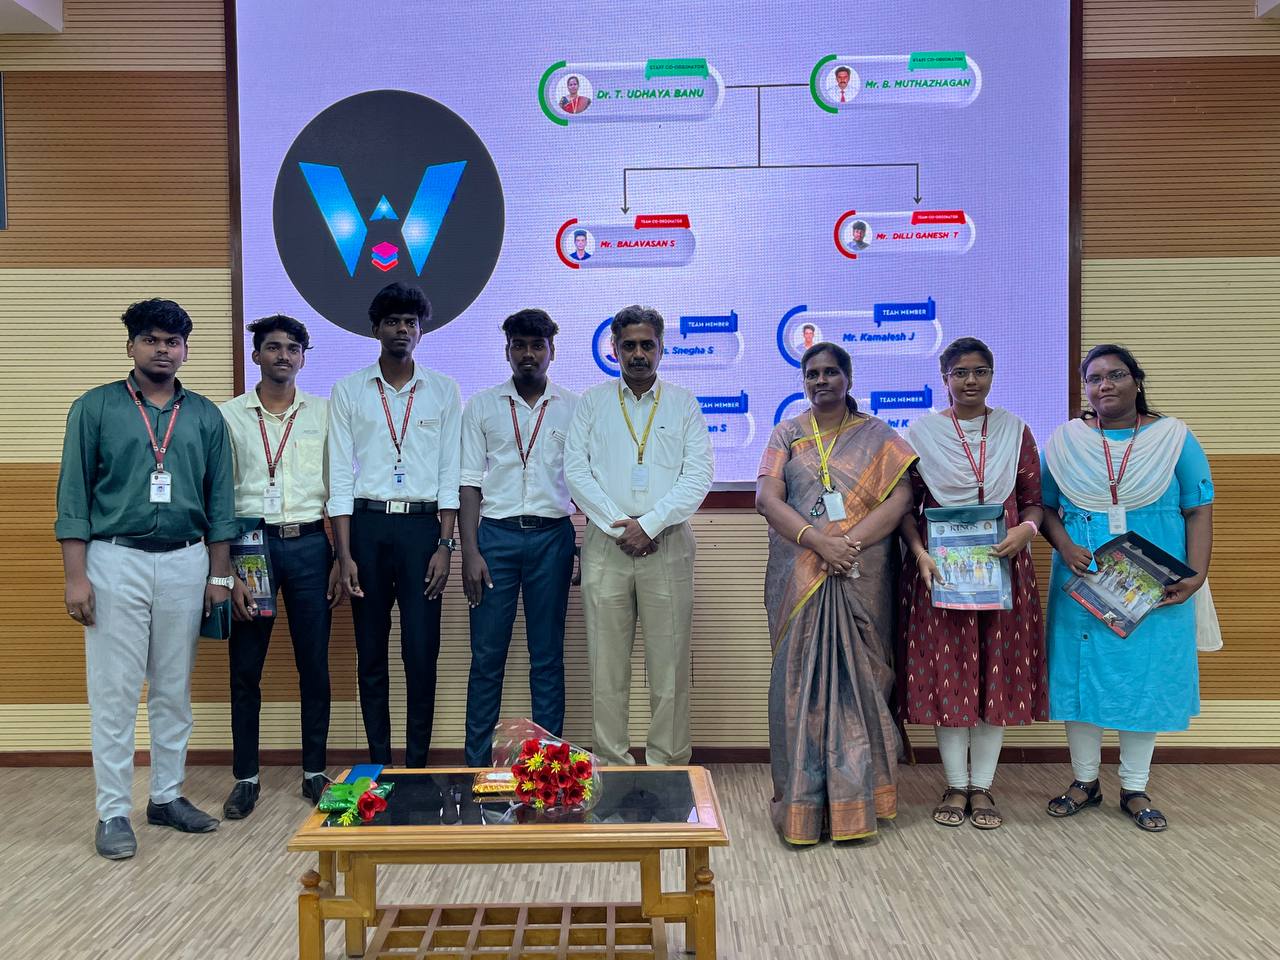 STAFF CO-ORDINATOR
Dr. T. UDHAYA BANU
STAFF CO-ORDINATOR
Mr. B. MUTHAZHAGAN
TEAM CO-ORDINATOR
Mr. BALAVASAN S
TEAM CO-ORDINATOR
Mr. DILLI GANESH T
TEAM MEMBER
Snegha S
TEAM MEMBER
Mr. Kamalesh J
TEAM MEMBER
S
TEAM MEMBER
K
KINGS